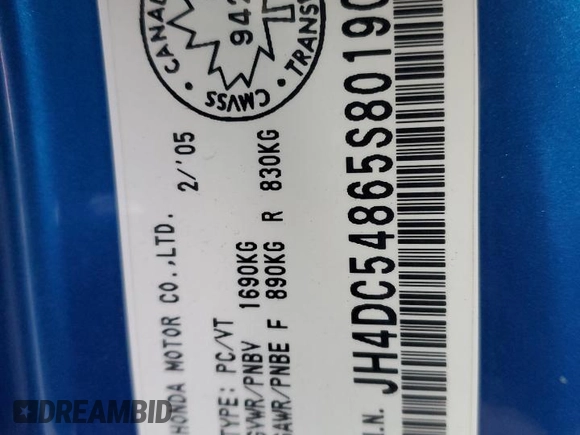 CANAD
942
CMVSS
TRANS
HONDA MOTOR CO.,LTD. 2/'05
TYPE: PC/VT
GVWR/PNBV 1690KG
GAWR/PNBE F 890KG R 830KG
I.N. JH4DC54865S8019
DREAMBID